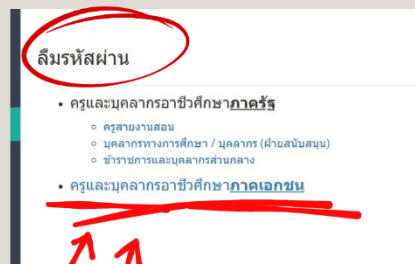 ลืมรหัสผ่าน
ครูและบุคลากรอาชีวศึกษาภาครัฐ
ครูสายงานสอน
บุคลากรทางการศึกษา / บุคลากร (ฝ่ายสนับสนุน)
ข้าราชการและบุคลากรส่วนกลาง
ครูและบุคลากรอาชีวศึกษาภาคเอกชน